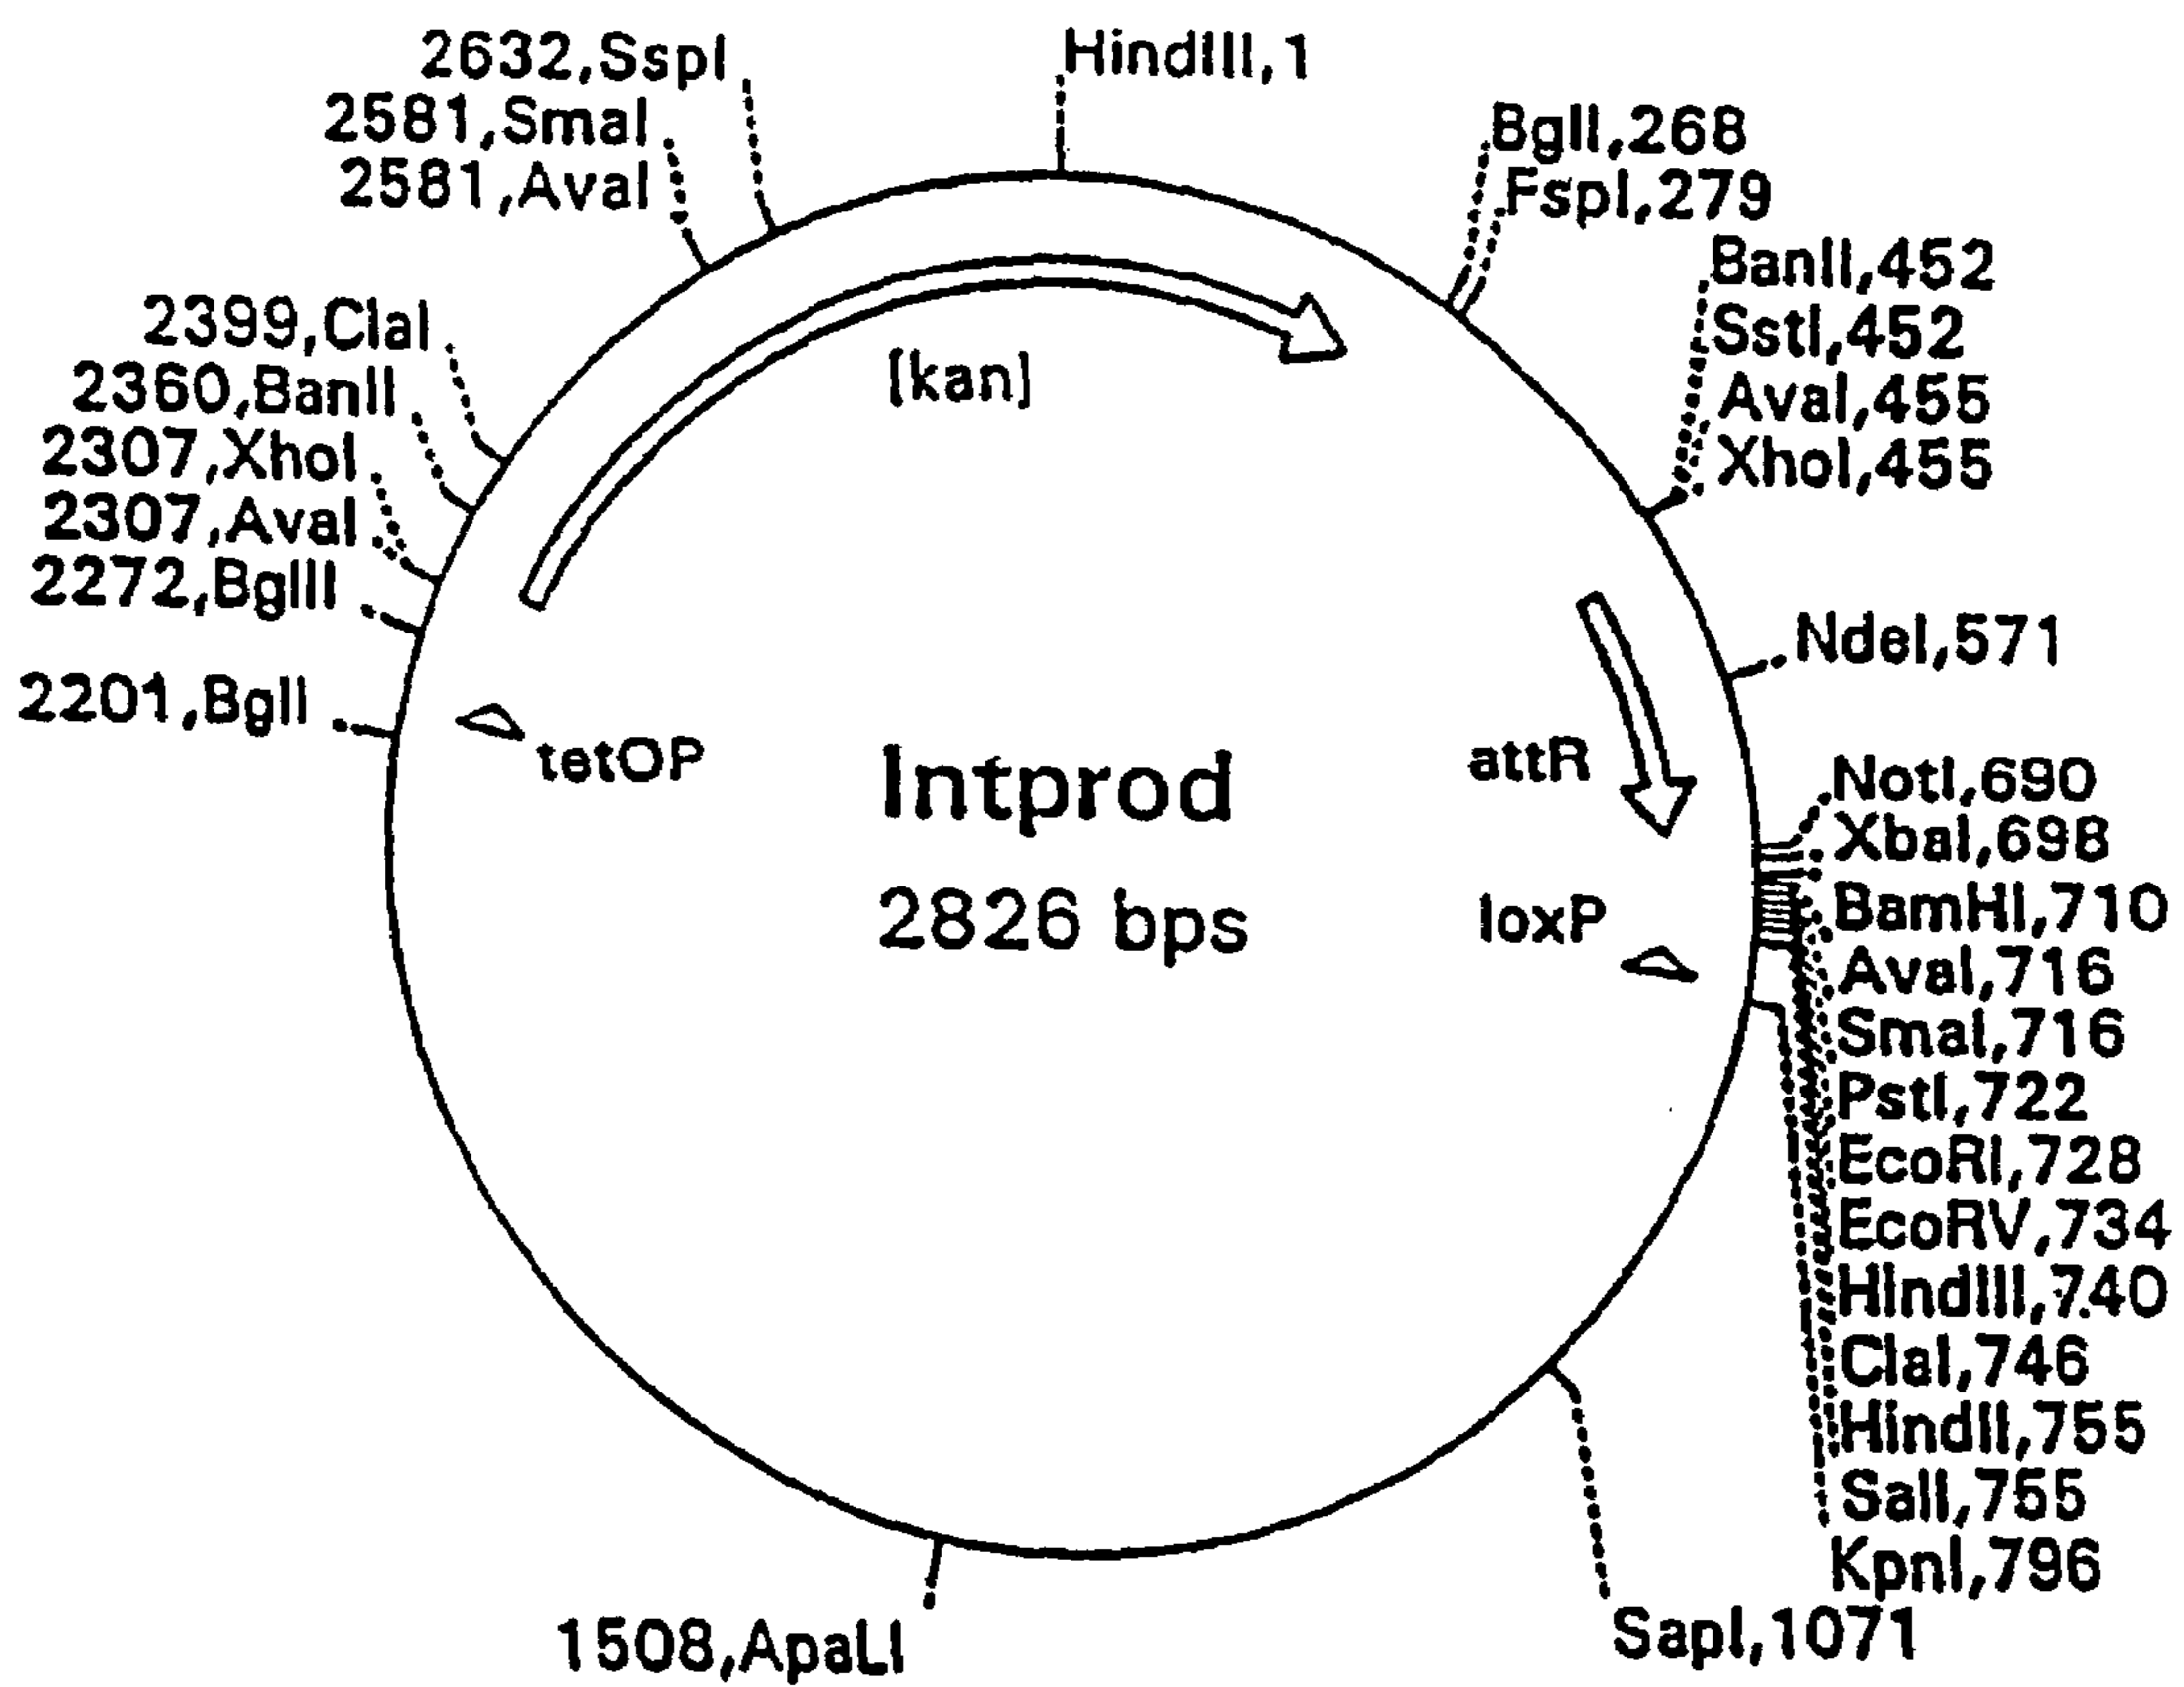 HindIII,1
BglI,268
FspI,279
BanII,452
SstI,452
AvaI,455
XhoI,455
NdeI,571
NotI,690
XbaI,698
BamHI,710
AvaI,716
SmaI,716
PstI,722
EcoRI,728
EcoRV,734
HindIII,740
ClaI,746
HindII,755
SalI,755
KpnI,796
SapI,1071
1508,ApaLI
2201,BglI
2272,BglII
2307,AvaI
2307,XhoI
2360,BanII
2399,ClaI
2581,AvaI
2581,SmaI
2632,SspI
[kan]
tetOP
attR
loxP
Intprod
2826 bps